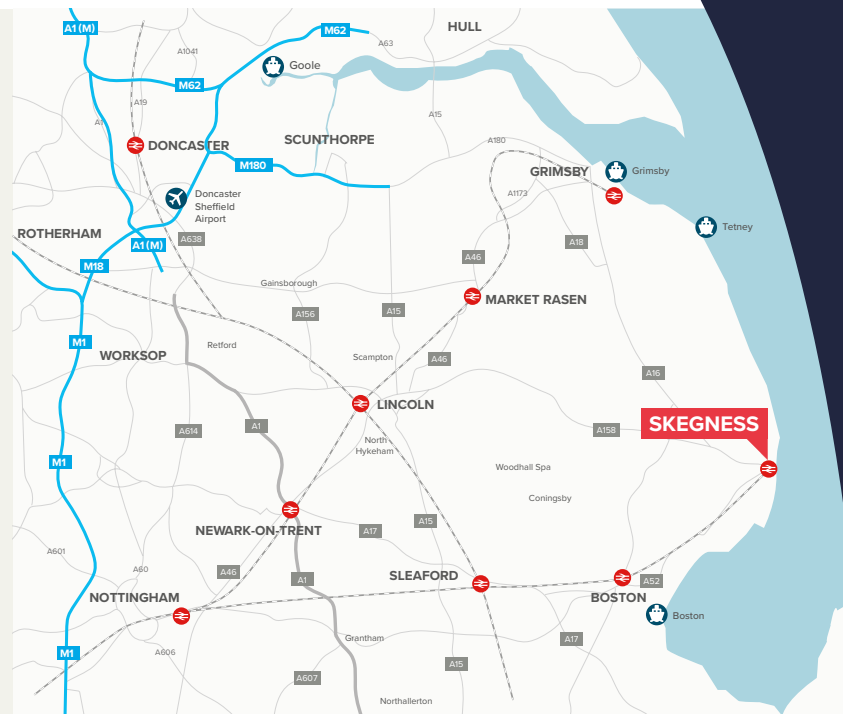 A1 (M)
M62
HULL
A63
A1041
Goole
M62
A19
A15
A1
DONCASTER
SCUNTHORPE
A180
M180
GRIMSBY
Grimsby
Doncaster
Sheffield
Airport
A1173
Tetney
ROTHERHAM
A638
A1 (M)
A18
A46
M18
Gainsborough
MARKET RASEN
A156
A15
M1
Retford
WORKSOP
Scampton
A46
A16
LINCOLN
SKEGNESS
A614
A1
A158
North
Hykeham
M1
Woodhall Spa
Coningsby
NEWARK-ON-TRENT
A17
A15
A601
A60
A46
A1
SLEAFORD
A52
NOTTINGHAM
BOSTON
Boston
Grantham
A17
M1
A606
A15
A607
Northallerton